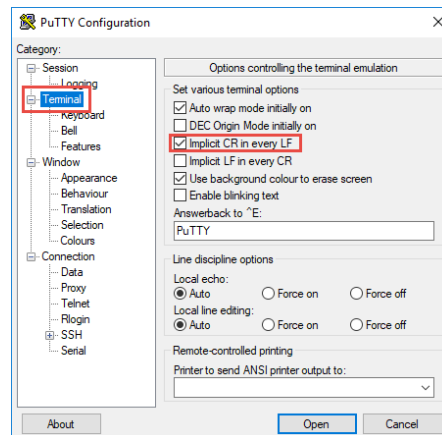 PuTTY Configuration
Category:
Session
Logging
Terminal
Keyboard
Bell
Features
Window
Appearance
Behaviour
Translation
Selection
Colours
Connection
Data
Proxy
Telnet
Rlogin
SSH
Serial
Options controlling the terminal emulation
Set various terminal options
Auto wrap mode initially on
DEC Origin Mode initially on
Implicit CR in every LF
Implicit LF in every CR
Use background colour to erase screen
Enable blinking text
Answerback to ^E:
PuTTY
Line discipline options
Local echo:
Auto Force on Force off
Local line editing:
Auto Force on Force off
Remote-controlled printing
Printer to send ANSI printer output to:
About Open Cancel